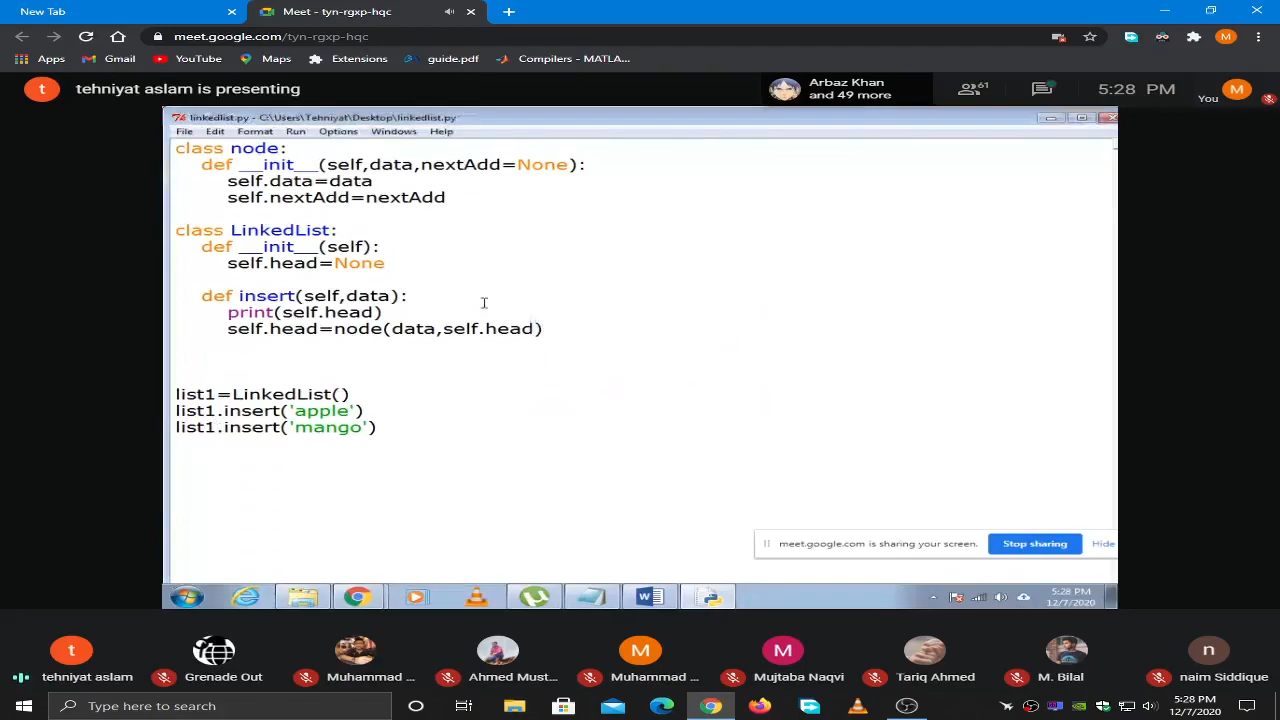 New Tab
Meet - tyn-rgxp-hqc
meet.google.com/tyn-rgxp-hqc
Apps
Gmail
YouTube
Maps
Extensions
guide.pdf
Compilers - MATLA...
t
tehniyat aslam is presenting
Arbaz Khan
and 49 more
61
5:28 PM
You
M
linkedlist.py - C:\Users\Tehniyat\Desktop\linkedlist.py
File Edit Format Run Options Windows Help
class node:
def __init__(self,data,nextAdd=None):
self.data=data
self.nextAdd=nextAdd
class LinkedList:
def __init__(self):
self.head=None
def insert(self,data):
print(self.head)
self.head=node(data,self.head)
list1=LinkedList()
list1.insert('apple')
list1.insert('mango')
meet.google.com is sharing your screen.
Stop sharing
Hide
5:28 PM
12/7/2020
t
M
M
n
tehniyat aslam
Grenade Out
Muhammad ...
Ahmed Must...
Muhammad ...
Mujtaba Naqvi
Tariq Ahmed
M. Bilal
naim Siddique
Type here to search
5:28 PM
12/7/2020